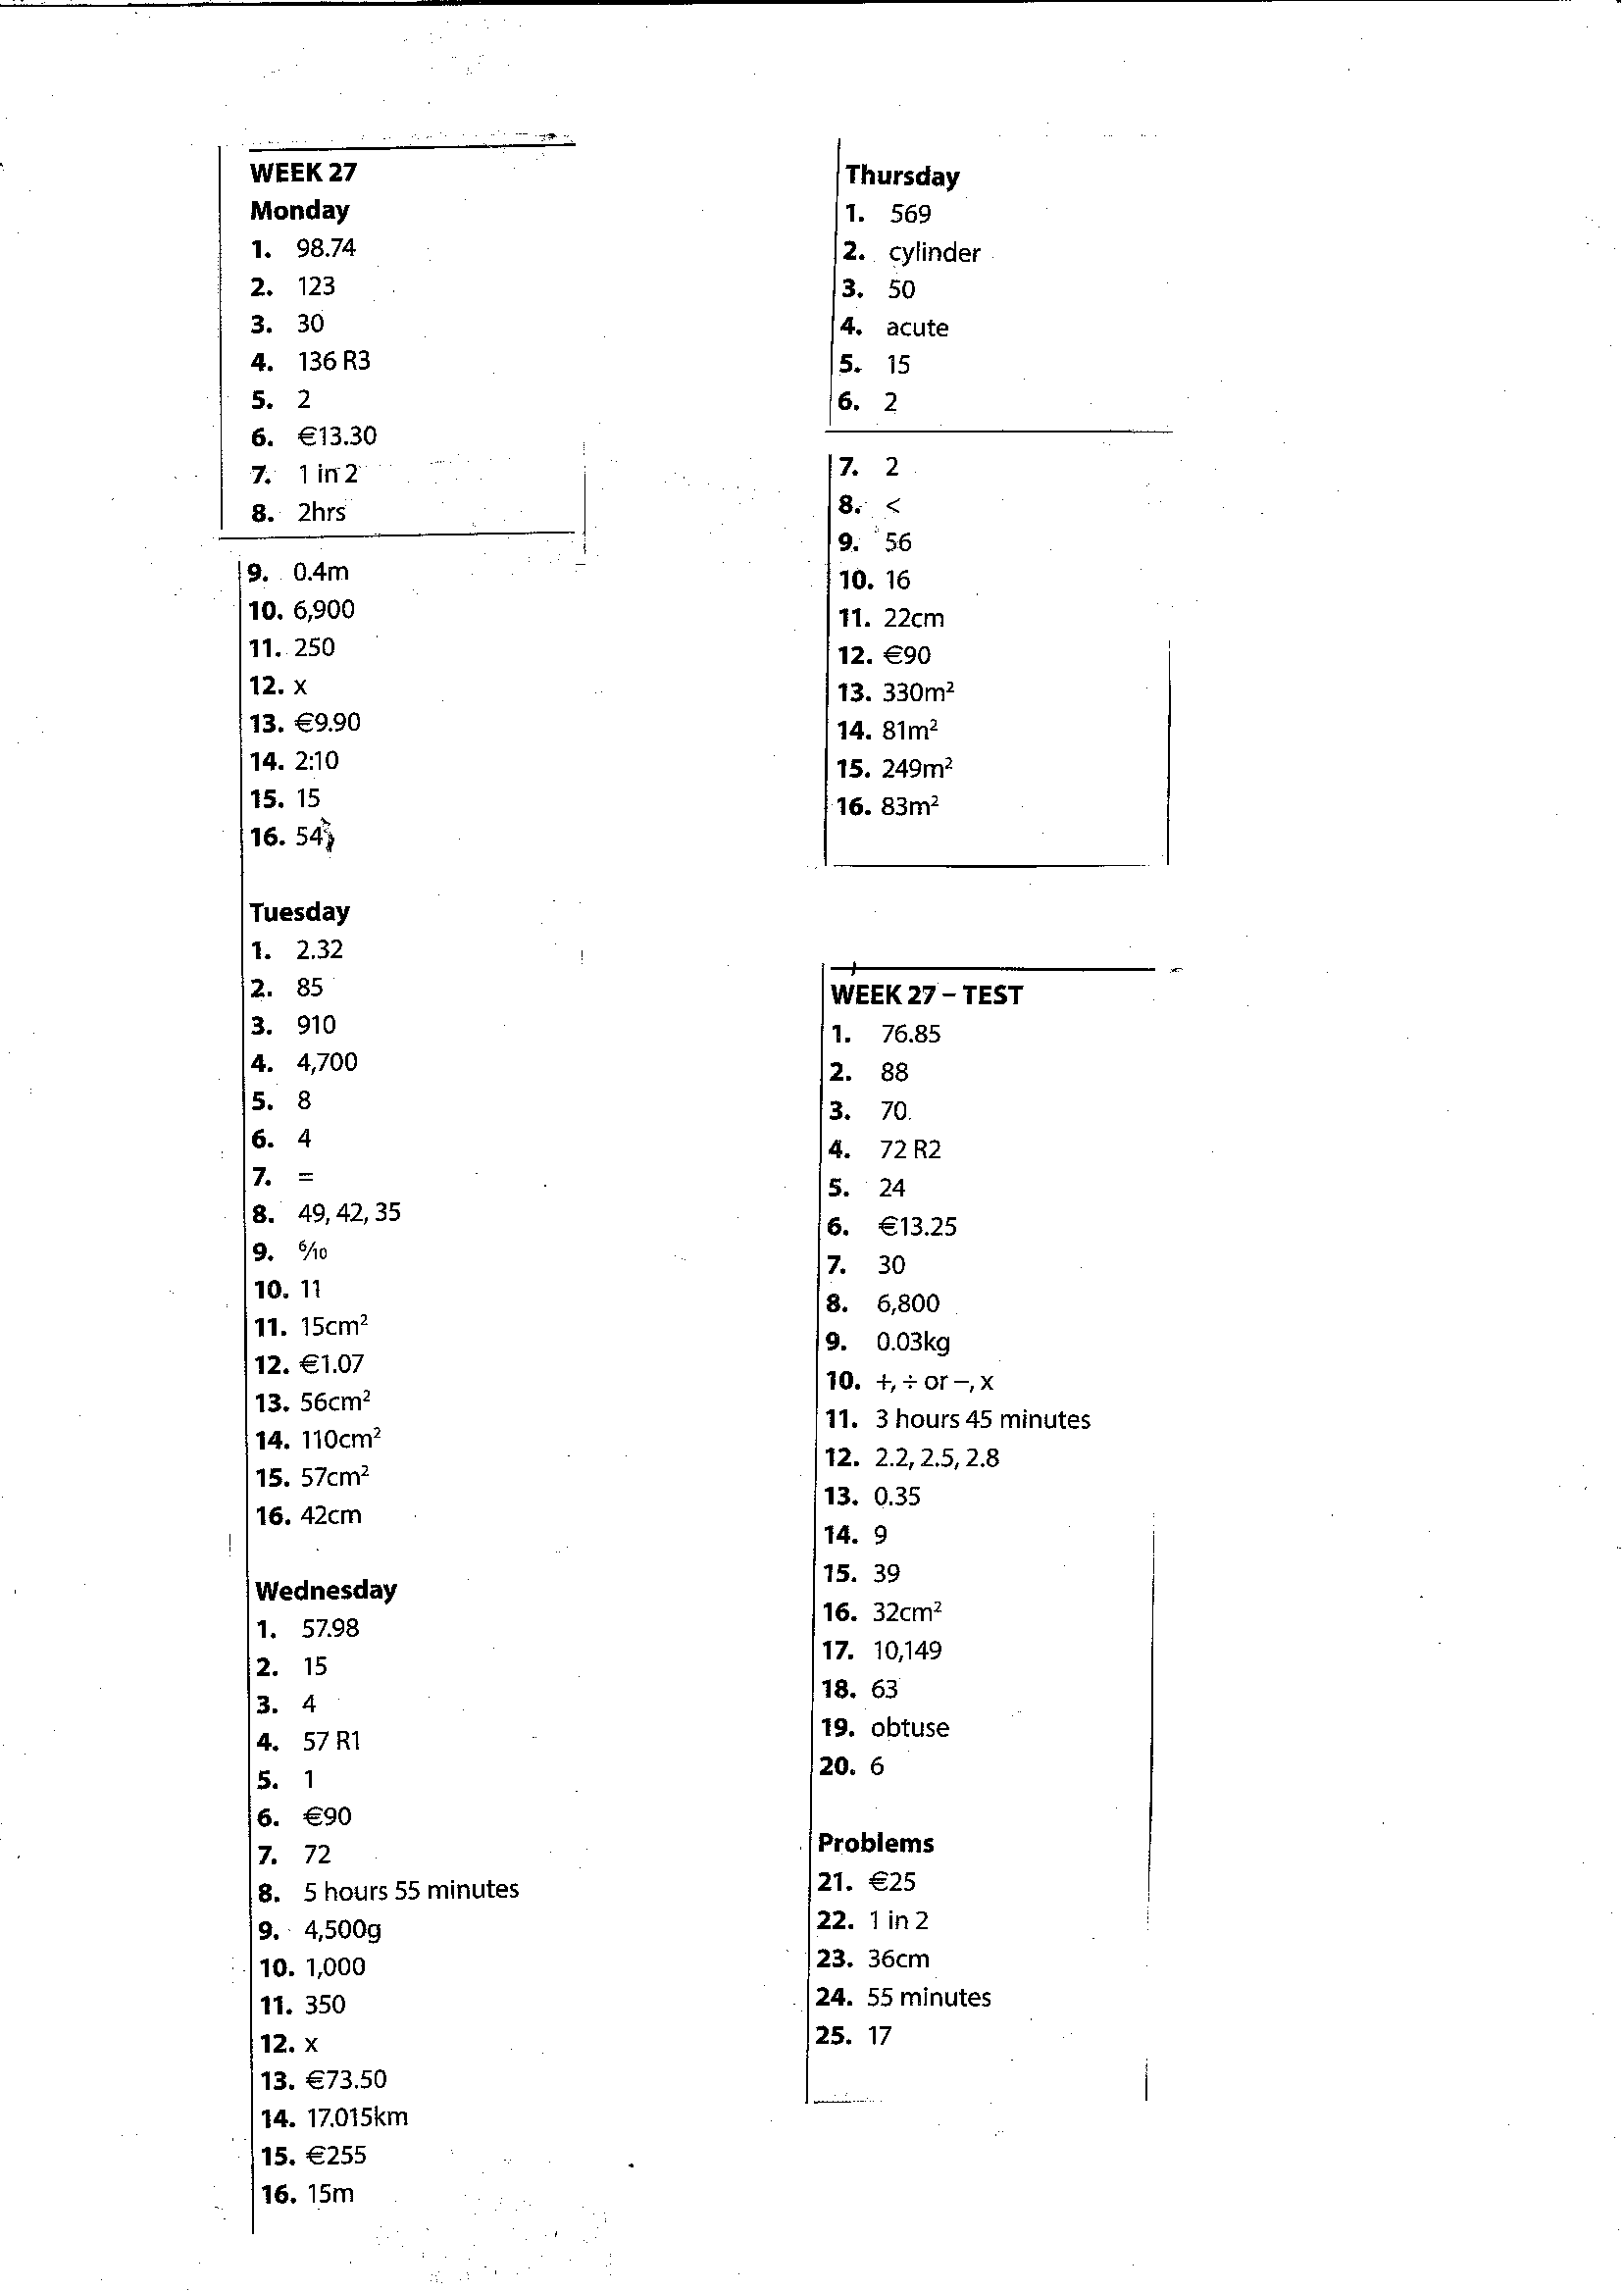 WEEK 27
Monday
1. 98.74
2. 123
3. 30
4. 136 R3
5. 2
6. €13.30
7. 1 in 2
8. 2hrs
9. 0.4m
10. 6,900
11. 250
12. x
13. €9.90
14. 2:10
15. 15
16. 54
Tuesday
1. 2.32
2. 85
3. 910
4. 4,700
5. 8
6. 4
7. =
8. 49, 42, 35
9. 6/10
10. 11
11. 15cm²
12. €1.07
13. 56cm²
14. 110cm²
15. 57cm²
16. 42cm
Wednesday
1. 57.98
2. 15
3. 4
4. 57 R1
5. 1
6. €90
7. 72
8. 5 hours 55 minutes
9. 4,500g
10. 1,000
11. 350
12. x
13. €73.50
14. 17.015km
15. €255
16. 15m
Thursday
1. 569
2. cylinder
3. 50
4. acute
5. 15
6. 2
7. 2
8. <
9. 56
10. 16
11. 22cm
12. €90
13. 330m²
14. 81m²
15. 249m²
16. 83m²
WEEK 27 – TEST
1. 76.85
2. 88
3. 70
4. 72 R2
5. 24
6. €13.25
7. 30
8. 6,800
9. 0.03kg
10. +, ÷ or –, x
11. 3 hours 45 minutes
12. 2.2, 2.5, 2.8
13. 0.35
14. 9
15. 39
16. 32cm²
17. 10,149
18. 63
19. obtuse
20. 6
Problems
21. €25
22. 1 in 2
23. 36cm
24. 55 minutes
25. 17